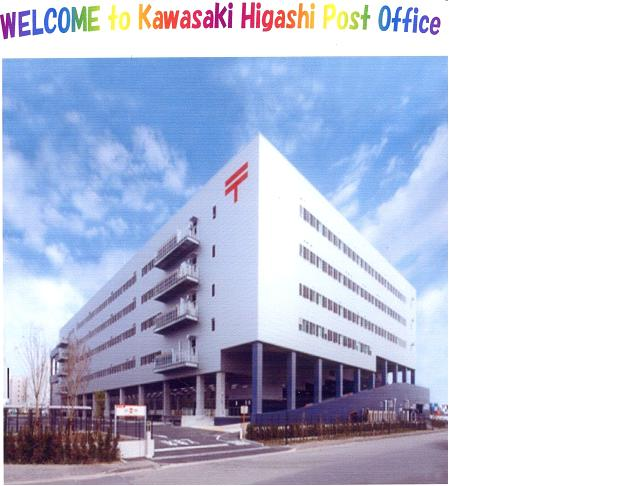 WELCOME to Kawasaki Higashi Post Office
〒